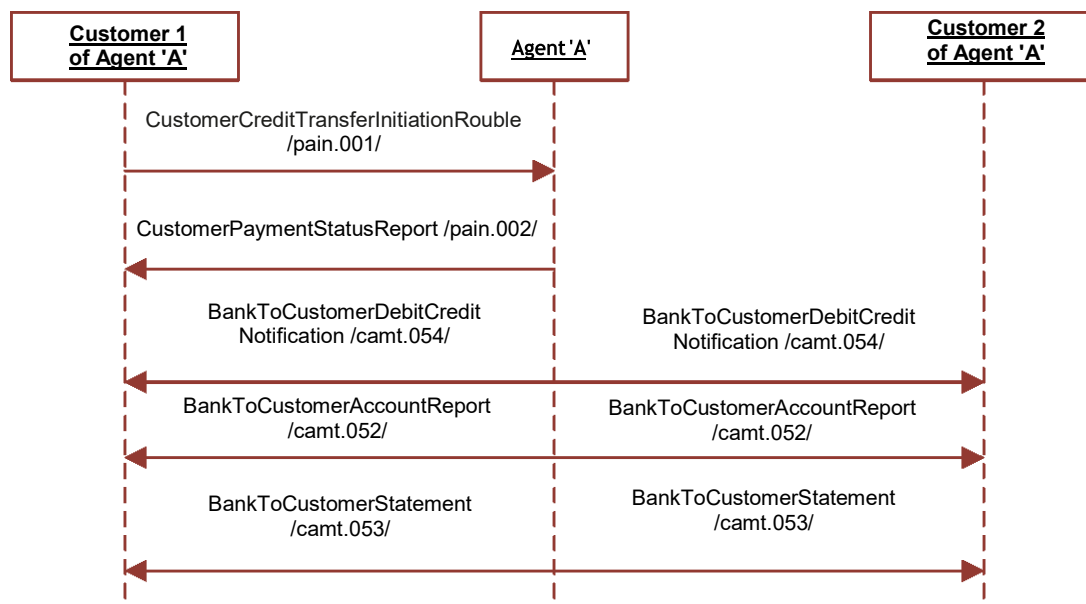 Customer 1
of Agent 'A'
Agent 'A'
Customer 2
of Agent 'A'
CustomerCreditTransferInitiationRouble
/pain.001/
CustomerPaymentStatusReport /pain.002/
BankToCustomerDebitCredit
Notification /camt.054/
BankToCustomerDebitCredit
Notification /camt.054/
BankToCustomerAccountReport
/camt.052/
BankToCustomerAccountReport
/camt.052/
BankToCustomerStatement
/camt.053/
BankToCustomerStatement
/camt.053/